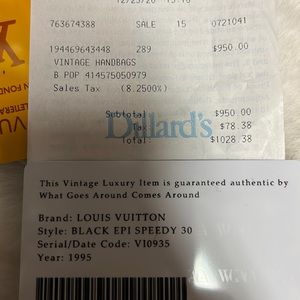 763674388 SALE 15 0721041
194469643448 289 $950.00
VINTAGE HANDBAGS
B POP 414575050979
Sales Tax (8.2500%)
Subtotal $950.00
Tax $78.38
Total $1028.38
Dillard's
This Vintage Luxury Item is guaranteed authentic by
What Goes Around Comes Around
Brand: LOUIS VUITTON
Style: BLACK EPI SPEEDY 30
Serial/Date Code: VI0935
Year: 1995